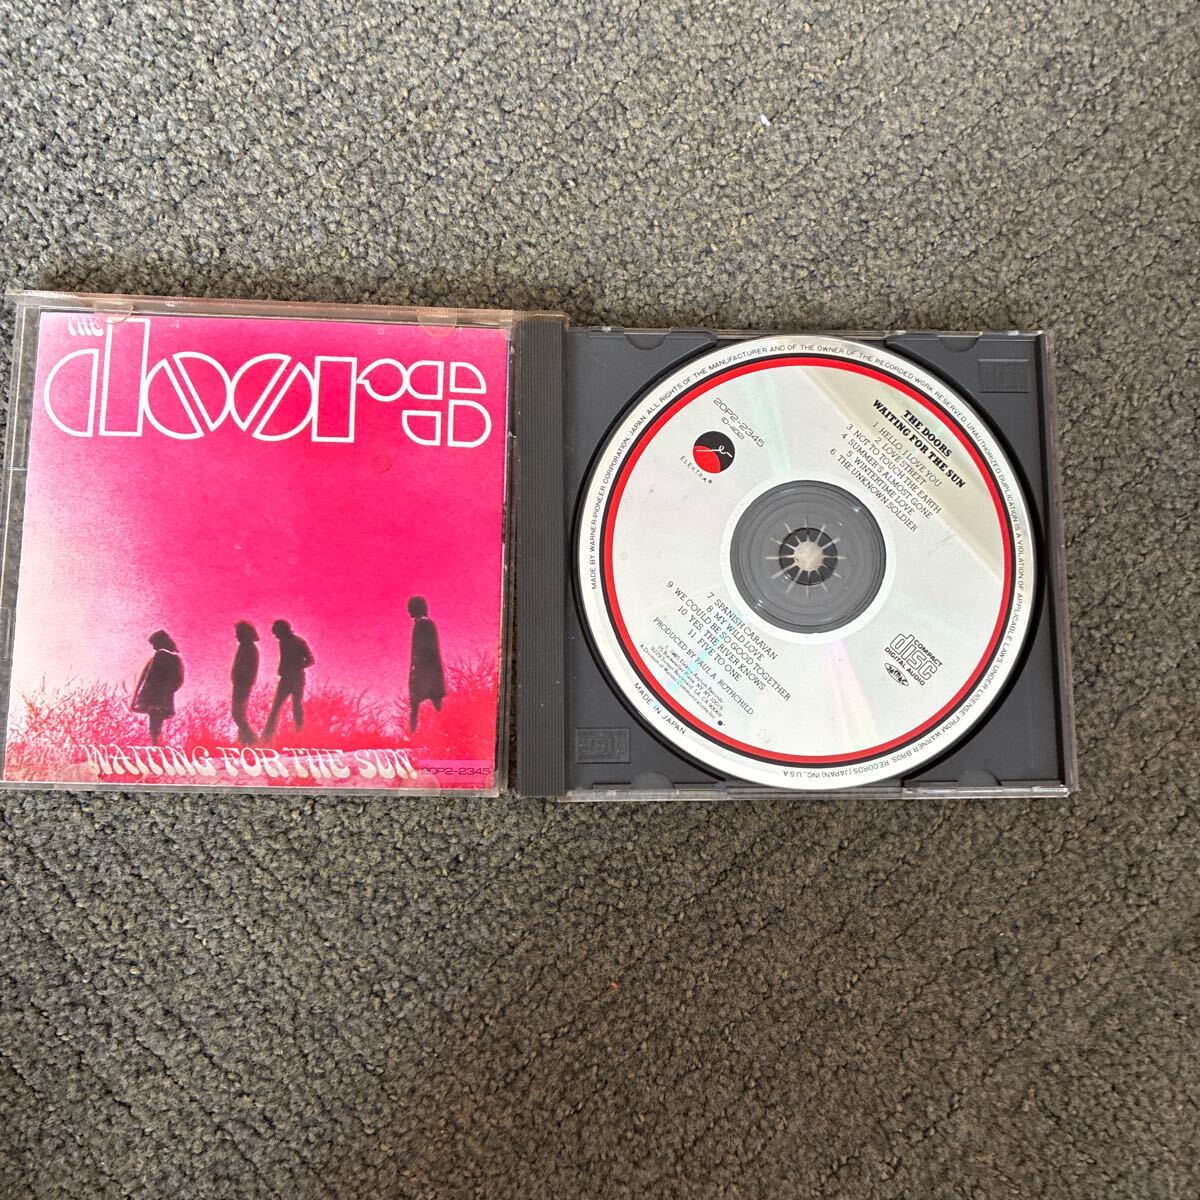 THE
doors
WAITING FOR THE SUN
20P2-2345
MADE BY WARNER-PIONEER CORPORATION, JAPAN. ALL RIGHTS OF THE MANUFACTURER AND OF THE OWNER OF THE RECORDED WORK RESERVED. UNAUTHORIZED DUPLICATION IS A VIOLATION OF APPLICABLE LAWS. UNDER LICENSE FROM WARNER BROS. RECORDS (JAPAN) INC., U.S.A
20P2-2345
(D-4021)
ELEKTRA®
THE DOORS
WAITING FOR THE SUN
1 HELLO, I LOVE YOU
2 LOVE STREET
3 NOT TO TOUCH THE EARTH
4 SUMMER'S ALMOST GONE
5 WINTERTIME LOVE
6 THE UNKNOWN SOLDIER
7 SPANISH CARAVAN
8 MY WILD LOVE
9 WE COULD BE SO GOOD TOGETHER
10 YES, THE RIVER KNOWS
11 FIVE TO ONE
PRODUCED BY PAUL A. ROTHCHILD
COMPACT
disc
DIGITAL AUDIO
MADE IN JAPAN